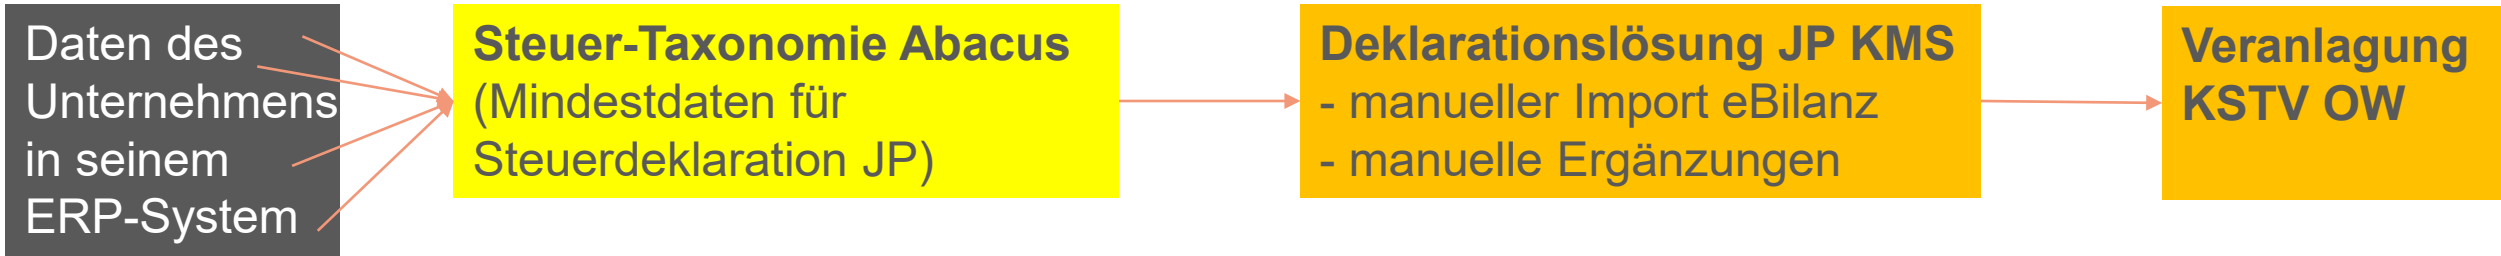 Daten des
Unternehmens
in seinem
ERP-System
Steuer-Taxonomie Abacus
(Mindestdaten für
Steuerdeklaration JP)
Deklarationslösung JP KMS
- manueller Import eBilanz
- manuelle Ergänzungen
Veranlagung
KSTV OW